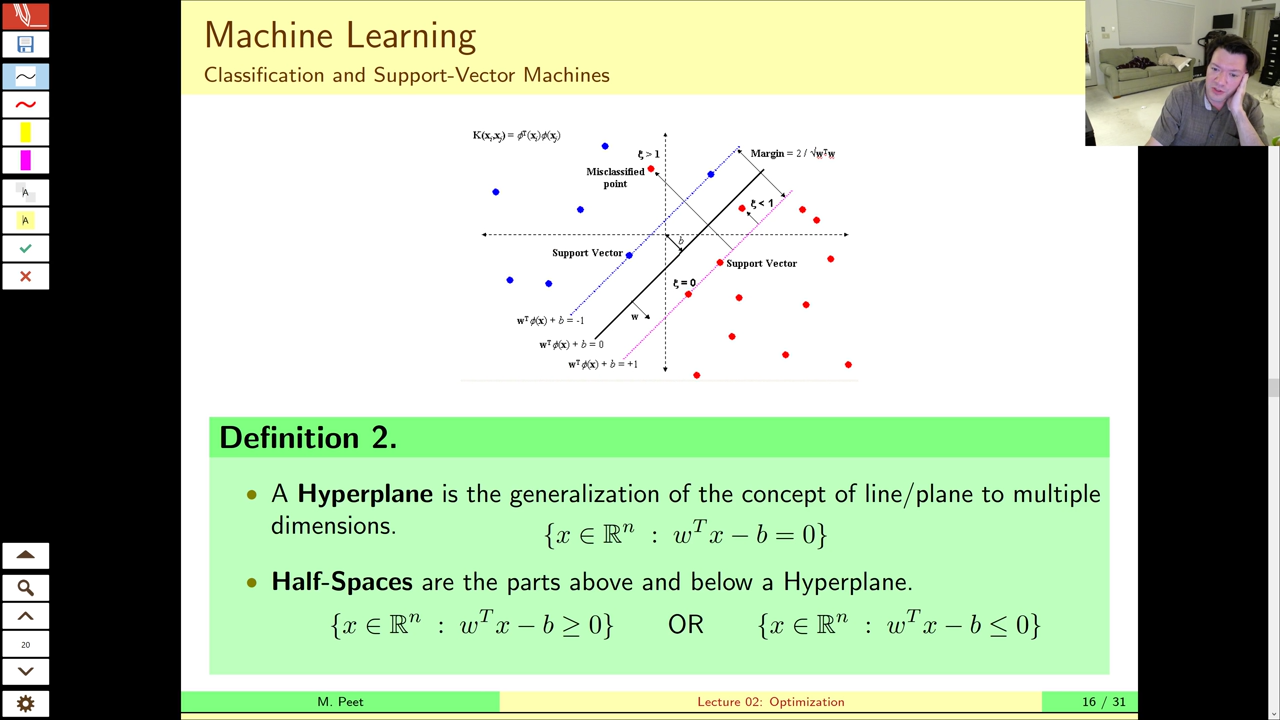 Machine Learning
Classification and Support-Vector Machines
K(xᵢ,xⱼ) = ϕᵀ(xᵢ)ϕ(xⱼ)
ξ > 1
Misclassified
point
Margin = 2 / √wᵀw
ξ < 1
b
Support Vector
Support Vector
ξ = 0
w
wᵀϕ(x) + b = -1
wᵀϕ(x) + b = 0
wᵀϕ(x) + b = +1
Definition 2.
• A Hyperplane is the generalization of the concept of line/plane to multiple
dimensions. {x ∈ ℝⁿ : wᵀx − b = 0}
• Half-Spaces are the parts above and below a Hyperplane.
{x ∈ ℝⁿ : wᵀx − b ≥ 0} OR {x ∈ ℝⁿ : wᵀx − b ≤ 0}
M. Peet Lecture 02: Optimization 16 / 31
A
A
20